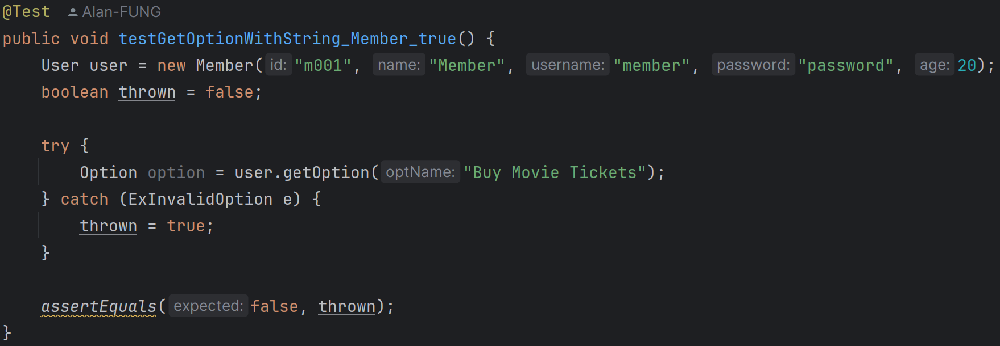 @Test Alan-FUNG
public void testGetOptionWithString_Member_true() {
    User user = new Member( id: "m001", name: "Member", username: "member", password: "password", age: 20);
    boolean thrown = false;

    try {
        Option option = user.getOption( optName: "Buy Movie Tickets");
    } catch (ExInvalidOption e) {
        thrown = true;
    }

    assertEquals( expected: false, thrown);
}